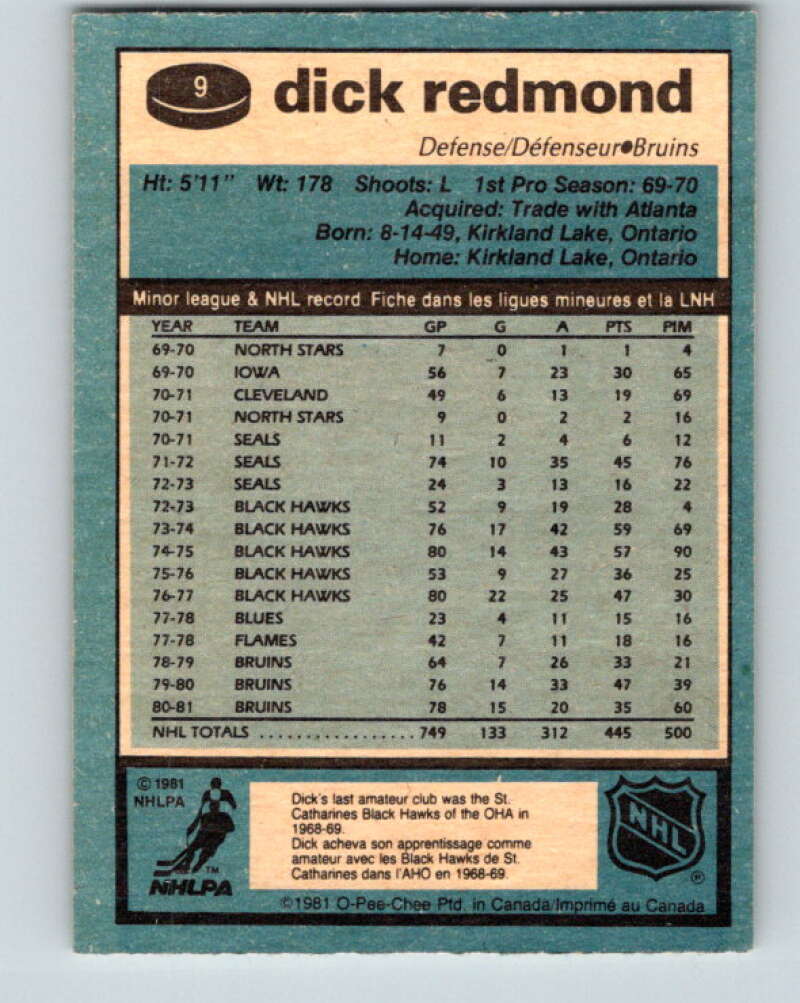 9
dick redmond
Defense/Défenseur●Bruins
Ht: 5'11" Wt: 178 Shoots: L 1st Pro Season: 69-70
Acquired: Trade with Atlanta
Born: 8-14-49, Kirkland Lake, Ontario
Home: Kirkland Lake, Ontario
Minor league & NHL record Fiche dans les ligues mineures et la LNH
YEAR TEAM GP G A PTS PIM
69-70 NORTH STARS 7 0 1 1 4
69-70 IOWA 56 7 23 30 65
70-71 CLEVELAND 49 6 13 19 69
70-71 NORTH STARS 9 0 2 2 16
70-71 SEALS 11 2 4 6 12
71-72 SEALS 74 10 35 45 76
72-73 SEALS 24 3 13 16 22
72-73 BLACK HAWKS 52 9 19 28 4
73-74 BLACK HAWKS 76 17 42 59 69
74-75 BLACK HAWKS 80 14 43 57 90
75-76 BLACK HAWKS 53 9 27 36 25
76-77 BLACK HAWKS 80 22 25 47 30
77-78 BLUES 23 4 11 15 16
77-78 FLAMES 42 7 11 18 16
78-79 BRUINS 64 7 26 33 21
79-80 BRUINS 76 14 33 47 39
80-81 BRUINS 78 15 20 35 60
NHL TOTALS ................. 749 133 312 445 500
© 1981
NHLPA
TM
NHLPA
Dick's last amateur club was the St.
Catharines Black Hawks of the OHA in
1968-69.
Dick acheva son apprentissage comme
amateur avec les Black Hawks de St.
Catharines dans l'AHO en 1968-69.
NHL
®
©1981 O-Pee-Chee Ptd. in Canada/Imprimé au Canada